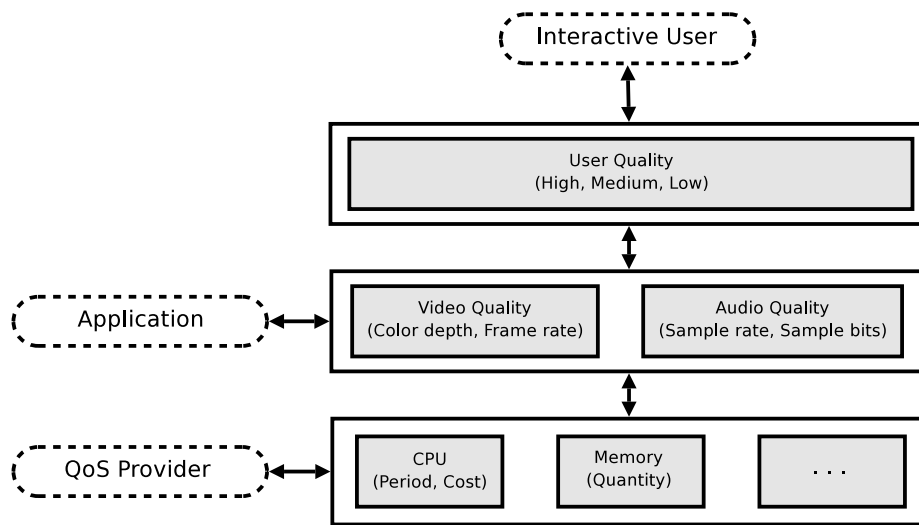 Interactive User
User Quality
(High, Medium, Low)
Application
Video Quality
(Color depth, Frame rate)
Audio Quality
(Sample rate, Sample bits)
QoS Provider
CPU
(Period, Cost)
Memory
(Quantity)
. . .